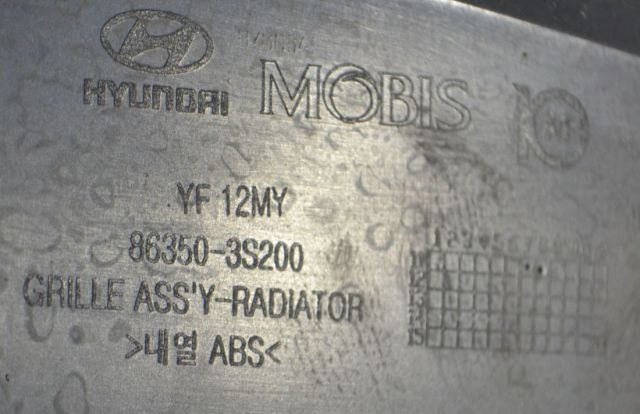 HYUNDAI MOBIS
YF 12MY
86350-3S200
GRILLE ASS'Y-RADIATOR
>내열 ABS<